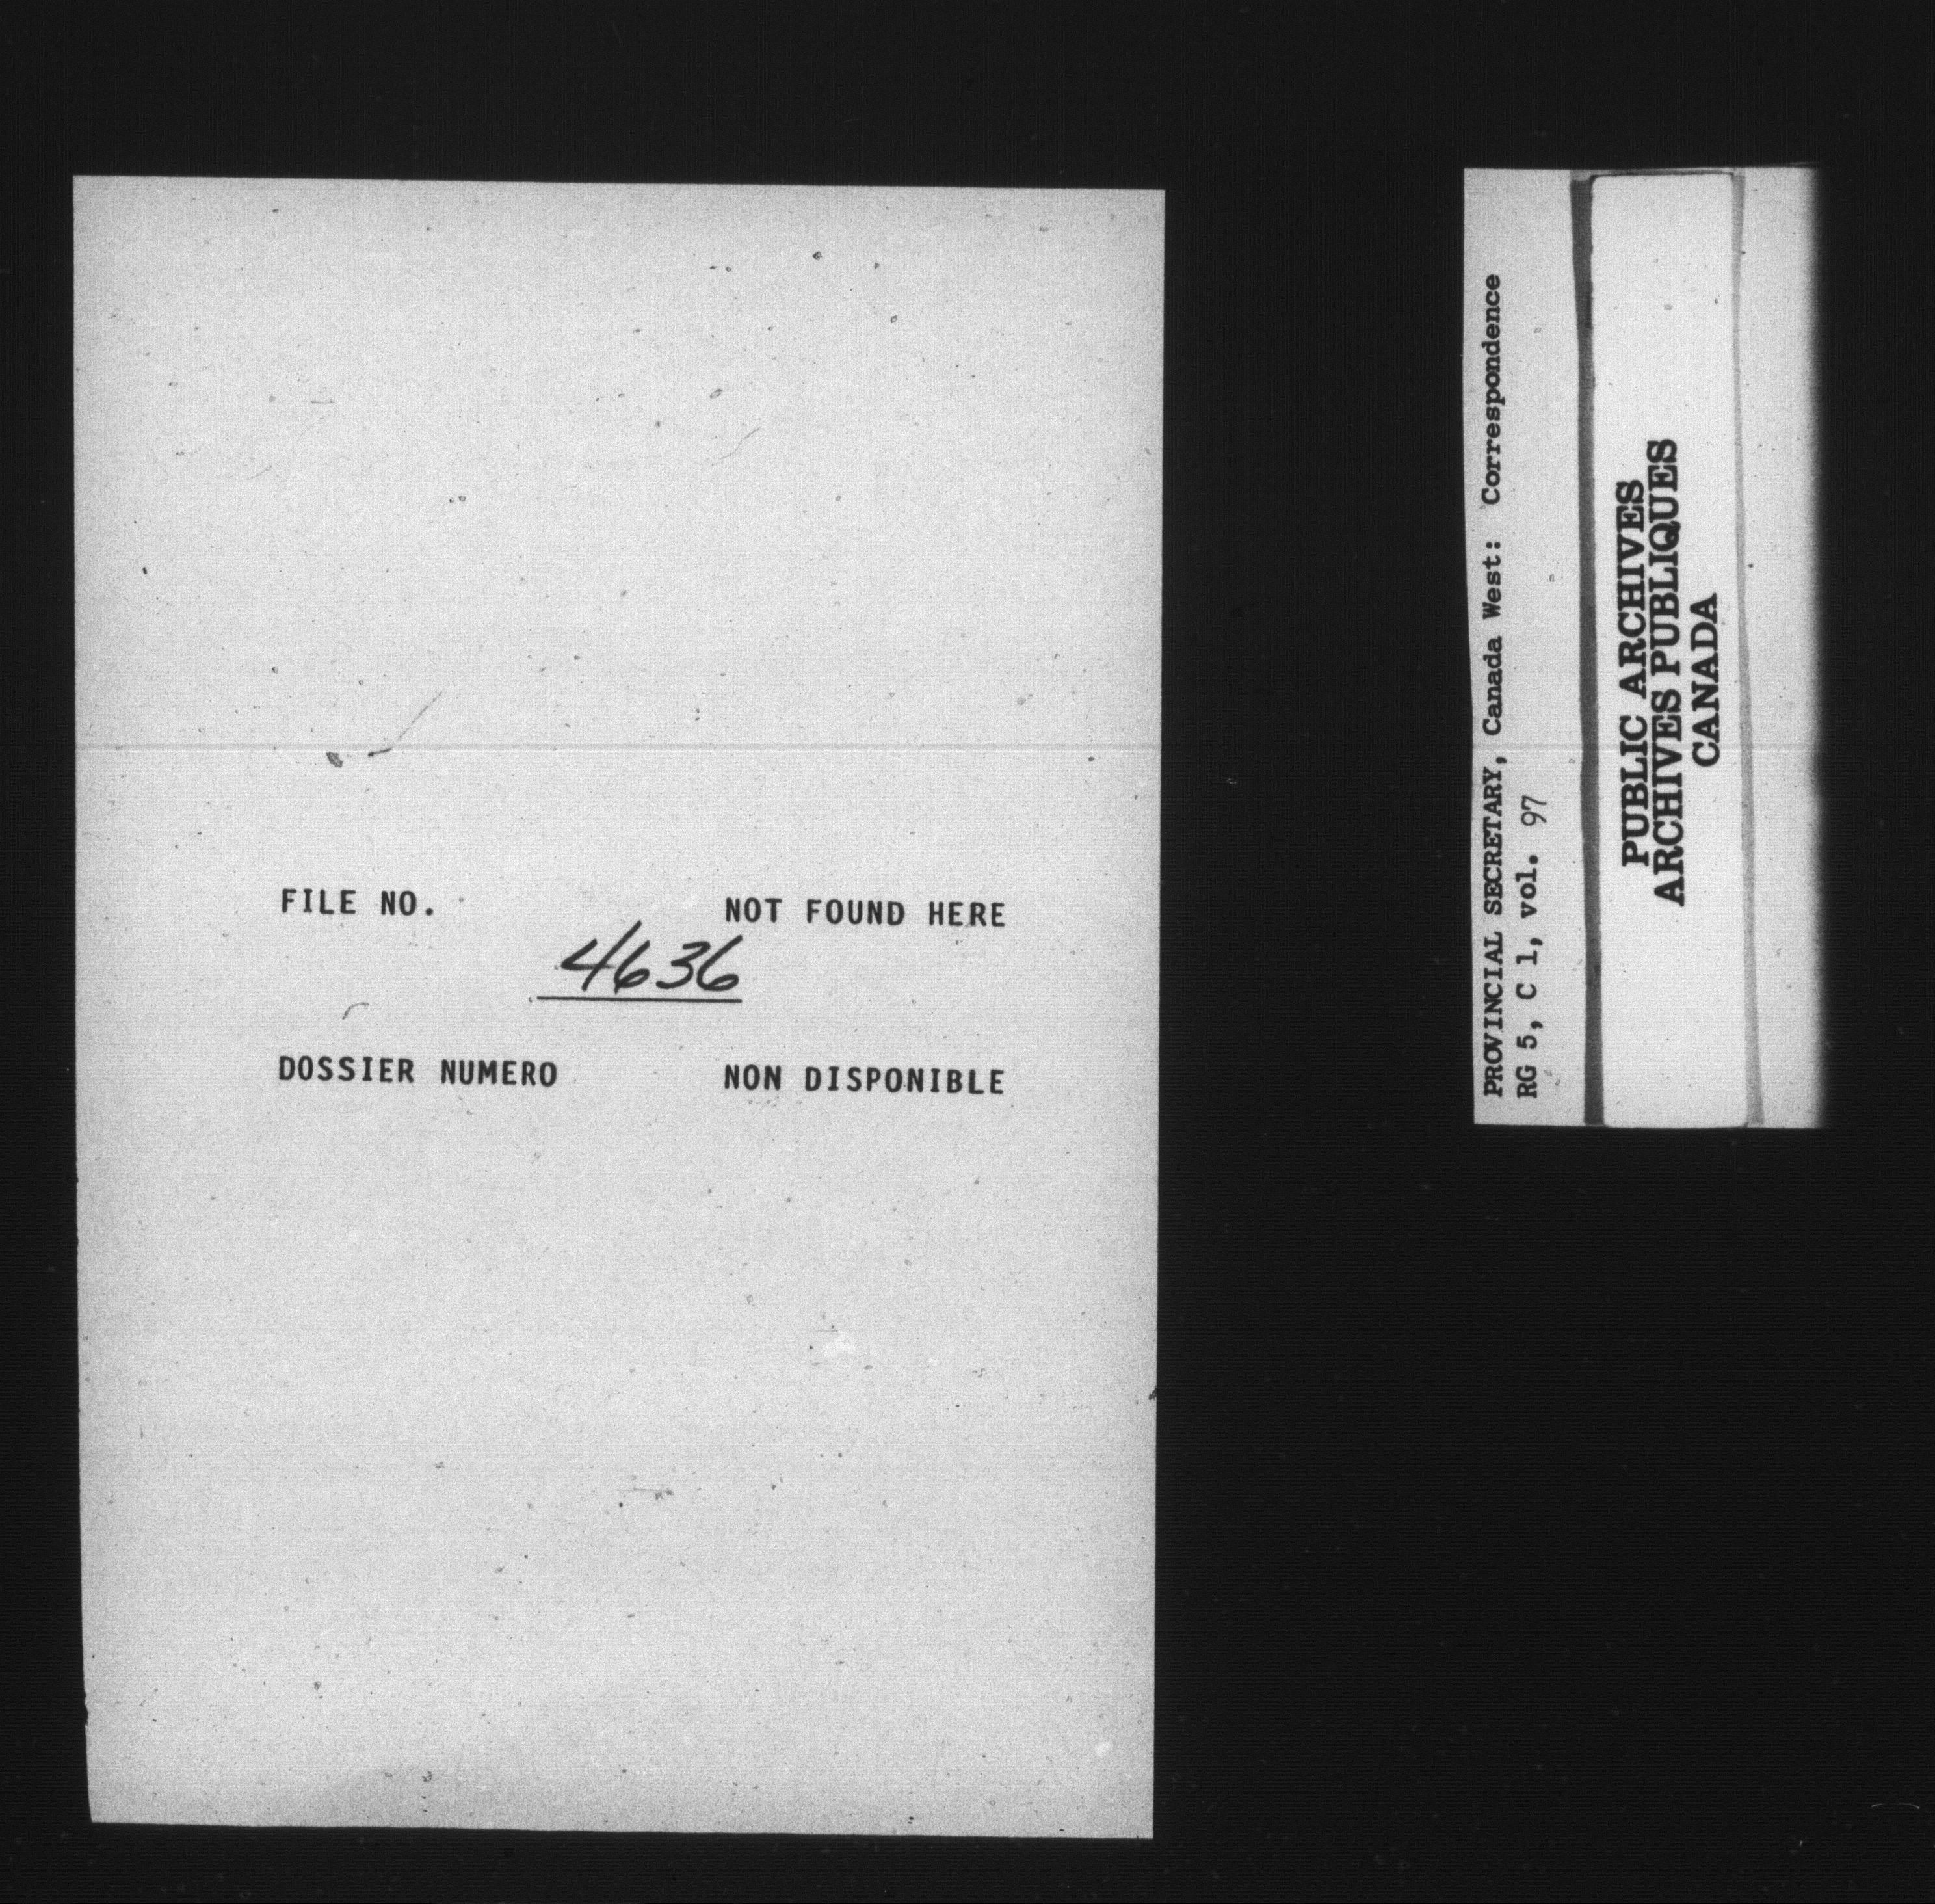 FILE NO. NOT FOUND HERE
4636
DOSSIER NUMERO NON DISPONIBLE
PROVINCIAL SECRETARY, Canada West: Correspondence
RG 5, C 1, vol. 97
PUBLIC ARCHIVES
ARCHIVES PUBLIQUES
CANADA